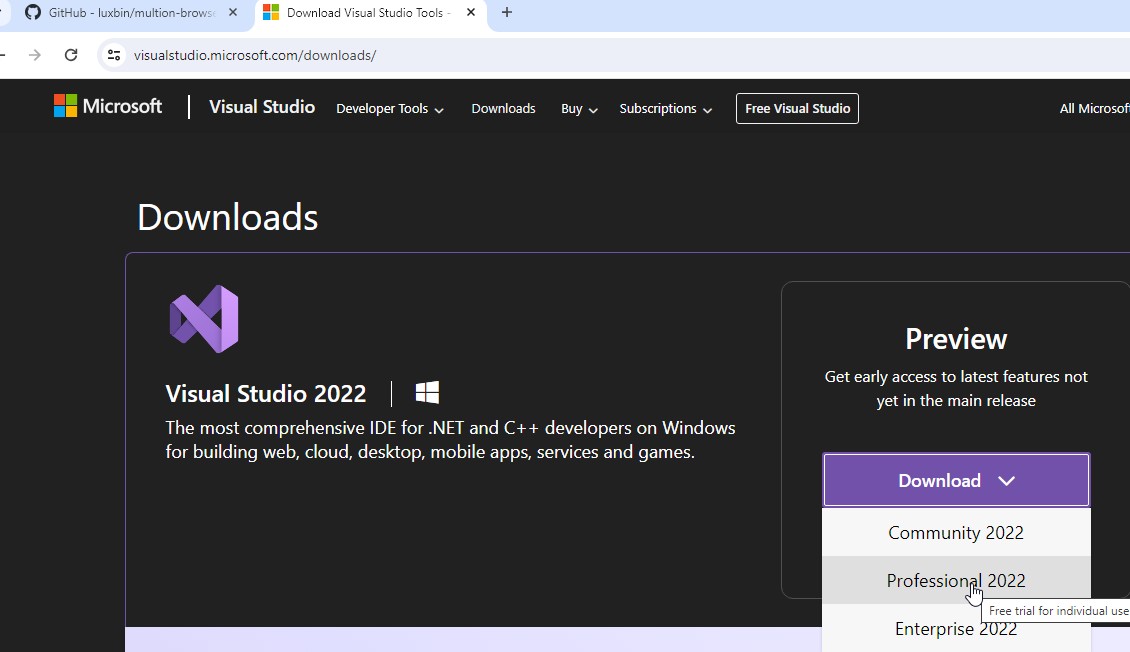 GitHub - luxbin/multion-browse
Download Visual Studio Tools -
visualstudio.microsoft.com/downloads/
Microsoft
Visual Studio
Developer Tools
Downloads
Buy
Subscriptions
Free Visual Studio
All Microsoft
Downloads
Visual Studio 2022
The most comprehensive IDE for .NET and C++ developers on Windows
for building web, cloud, desktop, mobile apps, services and games.
Preview
Get early access to latest features not
yet in the main release
Download
Community 2022
Professional 2022
Free trial for individual use
Enterprise 2022